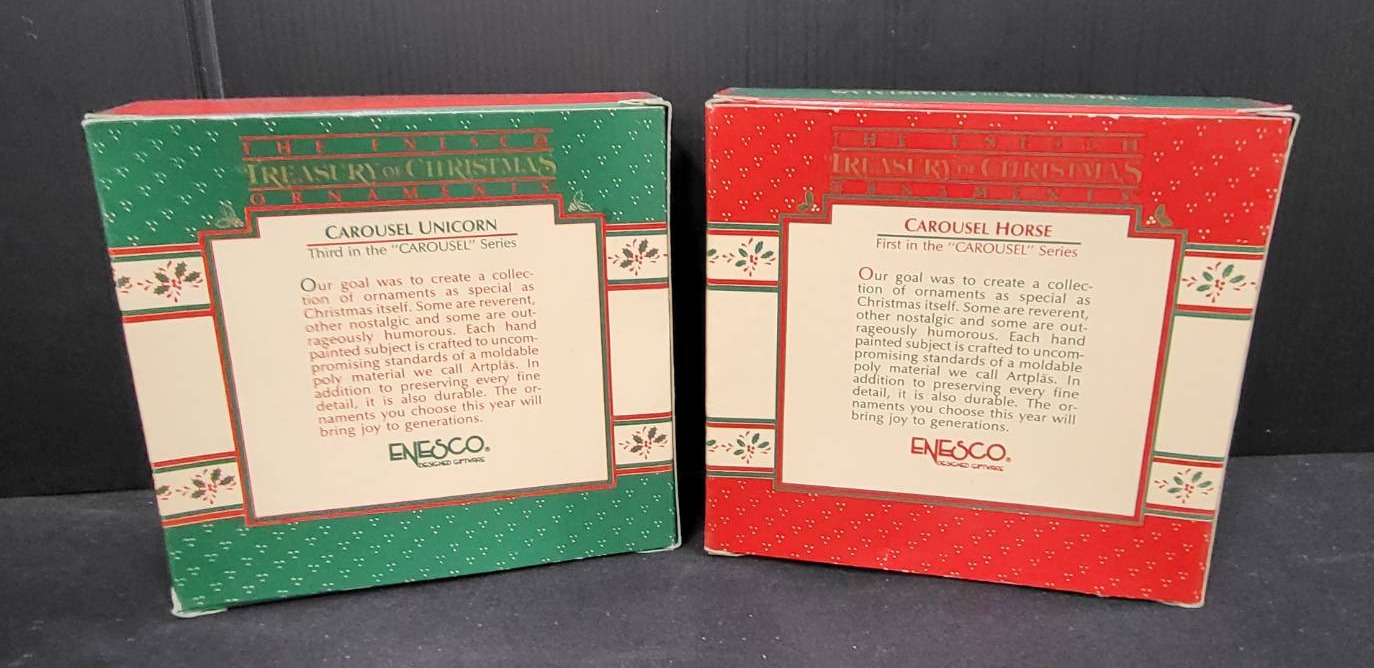 THE ENESCO
TREASURY OF CHRISTMAS
ORNAMENTS
CAROUSEL UNICORN
Third in the "CAROUSEL" Series
Our goal was to create a collec-
tion of ornaments as special as
Christmas itself. Some are reverent,
other nostalgic and some are out-
rageously humorous. Each hand
painted subject is crafted to uncom-
promising standards of a moldable
poly material we call Artplâs. In
addition to preserving every fine
detail, it is also durable. The or-
naments you choose this year will
bring joy to generations.
ENESCO®
DESIGNED GIFTWARE
THE ENESCO
TREASURY OF CHRISTMAS
ORNAMENTS
CAROUSEL HORSE
First in the "CAROUSEL" Series
Our goal was to create a collec-
tion of ornaments as special as
Christmas itself. Some are reverent,
other nostalgic and some are out-
rageously humorous. Each hand
painted subject is crafted to uncom-
promising standards of a moldable
poly material we call Artplâs. In
addition to preserving every fine
detail, it is also durable. The or-
naments you choose this year will
bring joy to generations.
ENESCO®
DESIGNED GIFTWARE